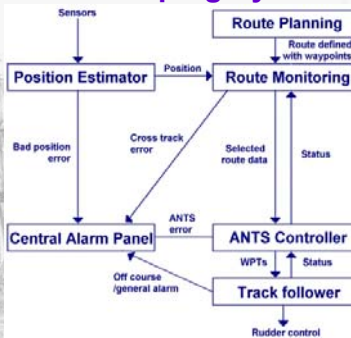 Sensors
Route Planning
Route defined
with waypoints
Position Estimator
Position
Route Monitoring
Bad position
error
Cross track
error
Selected
route data
Status
Central Alarm Panel
ANTS
error
ANTS Controller
WPTs
Status
Off course
/general alarm
Track follower
Rudder control